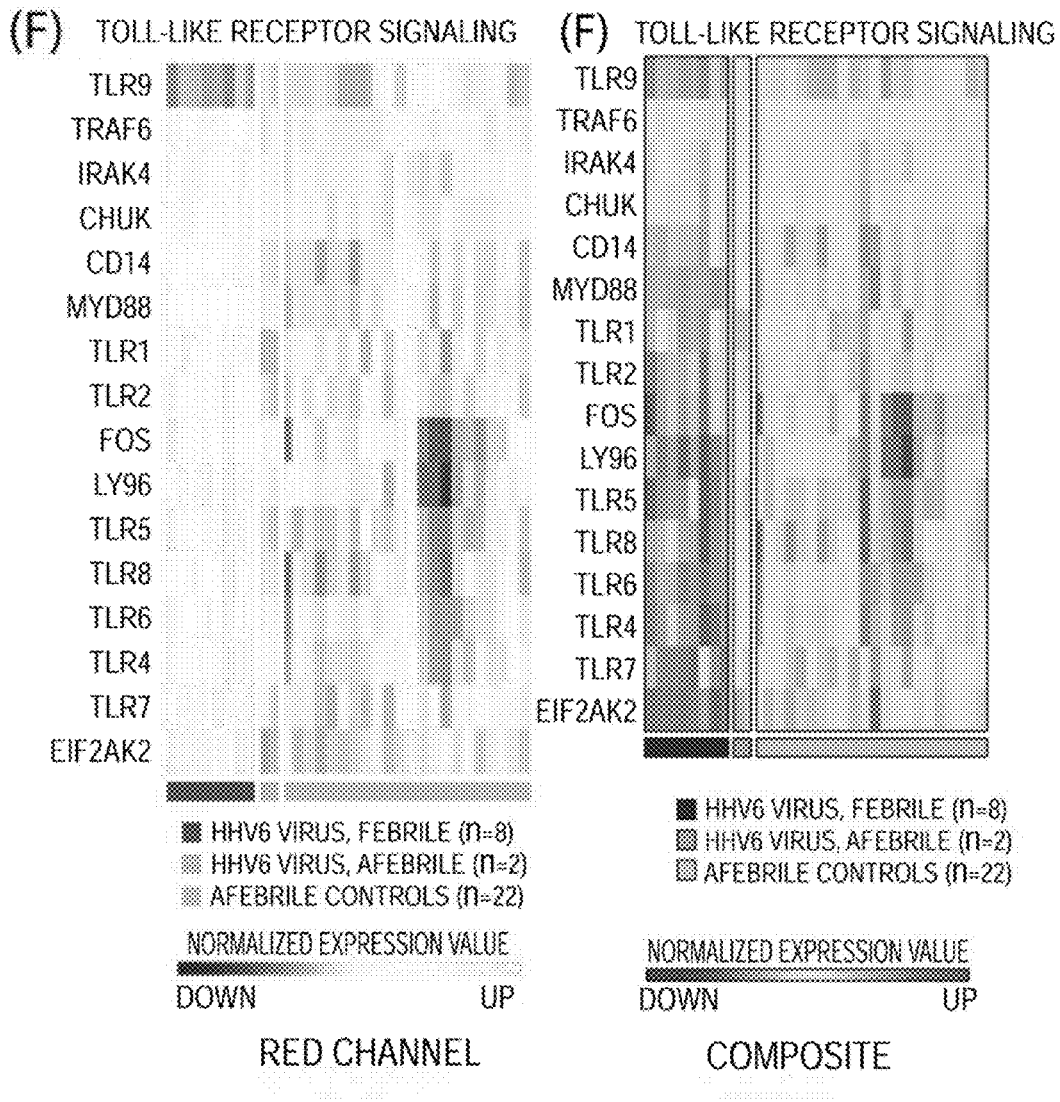 (F) TOLL-LIKE RECEPTOR SIGNALING
TLR9
TRAF6
IRAK4
CHUK
CD14
MYD88
TLR1
TLR2
FOS
LY96
TLR5
TLR8
TLR6
TLR4
TLR7
EIF2AK2
HHV6 VIRUS, FEBRILE (n=8)
HHV6 VIRUS, AFEBRILE (n=2)
AFEBRILE CONTROLS (n=22)
NORMALIZED EXPRESSION VALUE
DOWN UP
RED CHANNEL
(F) TOLL-LIKE RECEPTOR SIGNALING
TLR9
TRAF6
IRAK4
CHUK
CD14
MYD88
TLR1
TLR2
FOS
LY96
TLR5
TLR8
TLR6
TLR4
TLR7
EIF2AK2
HHV6 VIRUS, FEBRILE (n=8)
HHV6 VIRUS, AFEBRILE (n=2)
AFEBRILE CONTROLS (n=22)
NORMALIZED EXPRESSION VALUE
DOWN UP
COMPOSITE